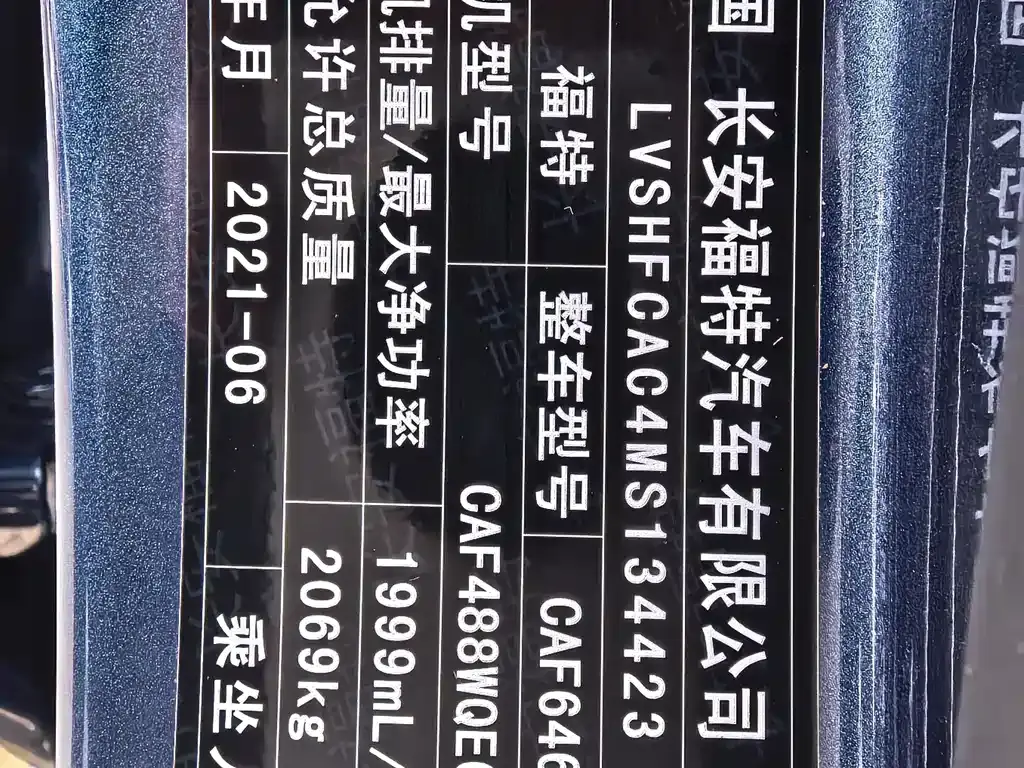 国 长安福特汽车有限公司
LVSHFCAC4MS134423
福特 整车型号 CAF646
机型号 CAF488WQE
机排量/最大净功率 1999mL/
允许总质量 2069kg
年月 2021-06 乘坐